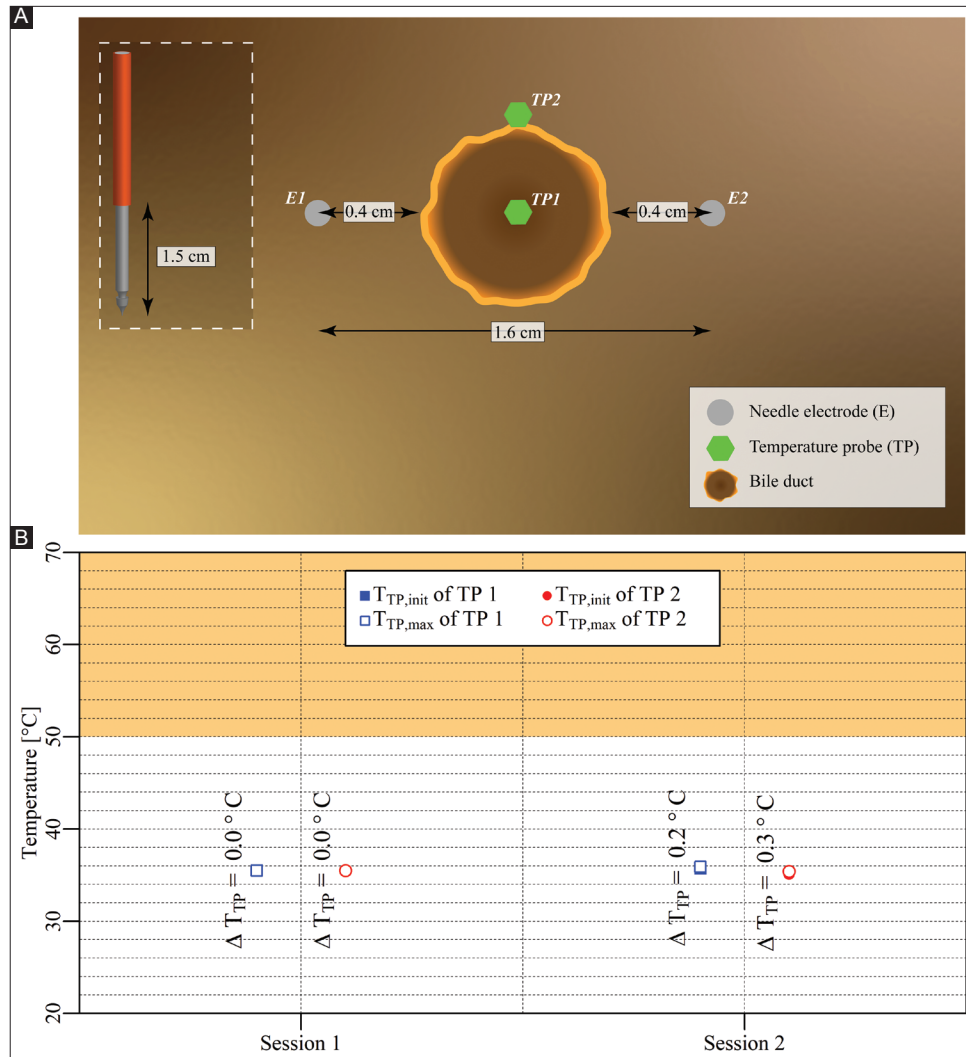 A
TP2
E1
E2
0.4 cm
TP1
0.4 cm
1.5 cm
1.6 cm
Needle electrode (E)
Temperature probe (TP)
Bile duct
B
Temperature [°C]
70
60
50
40
30
20
T_TP,init of TP 1
T_TP,init of TP 2
T_TP,max of TP 1
T_TP,max of TP 2
Δ T_TP = 0.0 ° C
Δ T_TP = 0.0 ° C
Δ T_TP = 0.2 ° C
Δ T_TP = 0.3 ° C
Session 1
Session 2